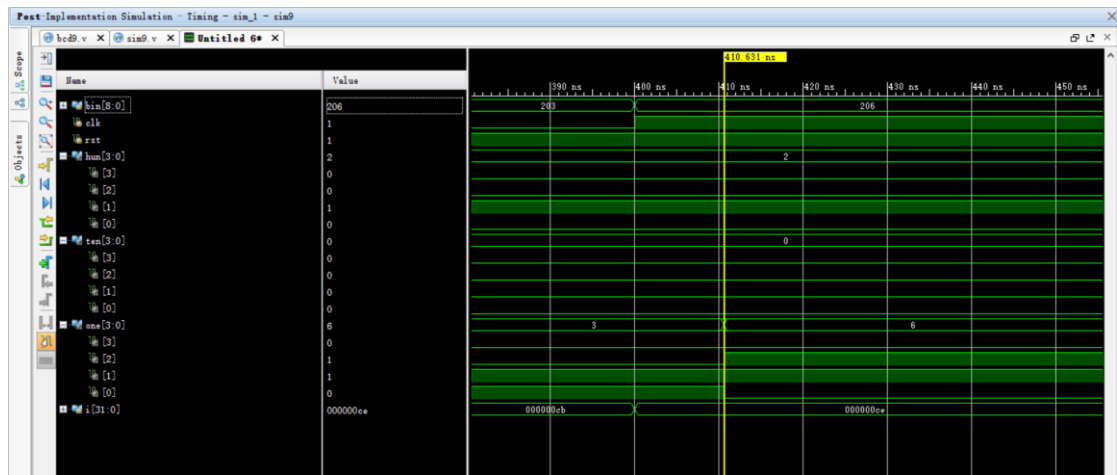 Post-Implementation Simulation - Timing - sim_1 - sim9
bcd9.v X sim9.v X Untitled 6* X
Scope
Objects
410.631 ns
Name Value
390 ns 400 ns 410 ns 420 ns 430 ns 440 ns 450 ns
bin[8:0] 206 203 206
clk 1
rst 1
hun[3:0] 2 2
[3] 0
[2] 0
[1] 1
[0] 0
ten[3:0] 0 0
[3] 0
[2] 0
[1] 0
[0] 0
one[3:0] 6 3 6
[3] 0
[2] 1
[1] 1
[0] 0
i[31:0] 000000ce 000000cb 000000ce